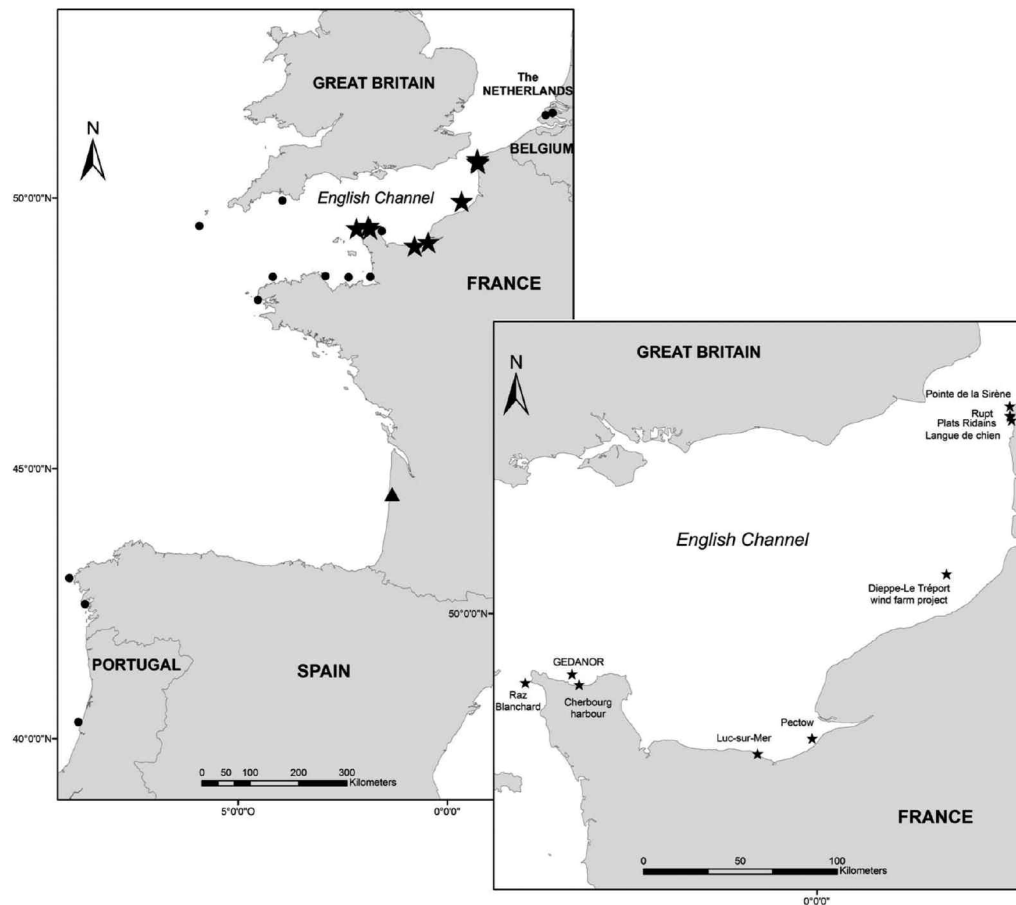 GREAT BRITAIN
The
NETHERLANDS
BELGIUM
N
50°0'0"N
English Channel
FRANCE
45°0'0"N
PORTUGAL
SPAIN
40°0'0"N
0 50 100 200 300
Kilometers
5°0'0"O
0°0'0"
GREAT BRITAIN
N
Pointe de la Sirène
Rupt
Plats Ridains
Langue de chien
English Channel
Dieppe-Le Tréport
wind farm project
50°0'0"N
GEDANOR
Raz
Blanchard
Cherbourg
harbour
Pectow
Luc-sur-Mer
FRANCE
0 50 100
Kilometers
0°0'0"